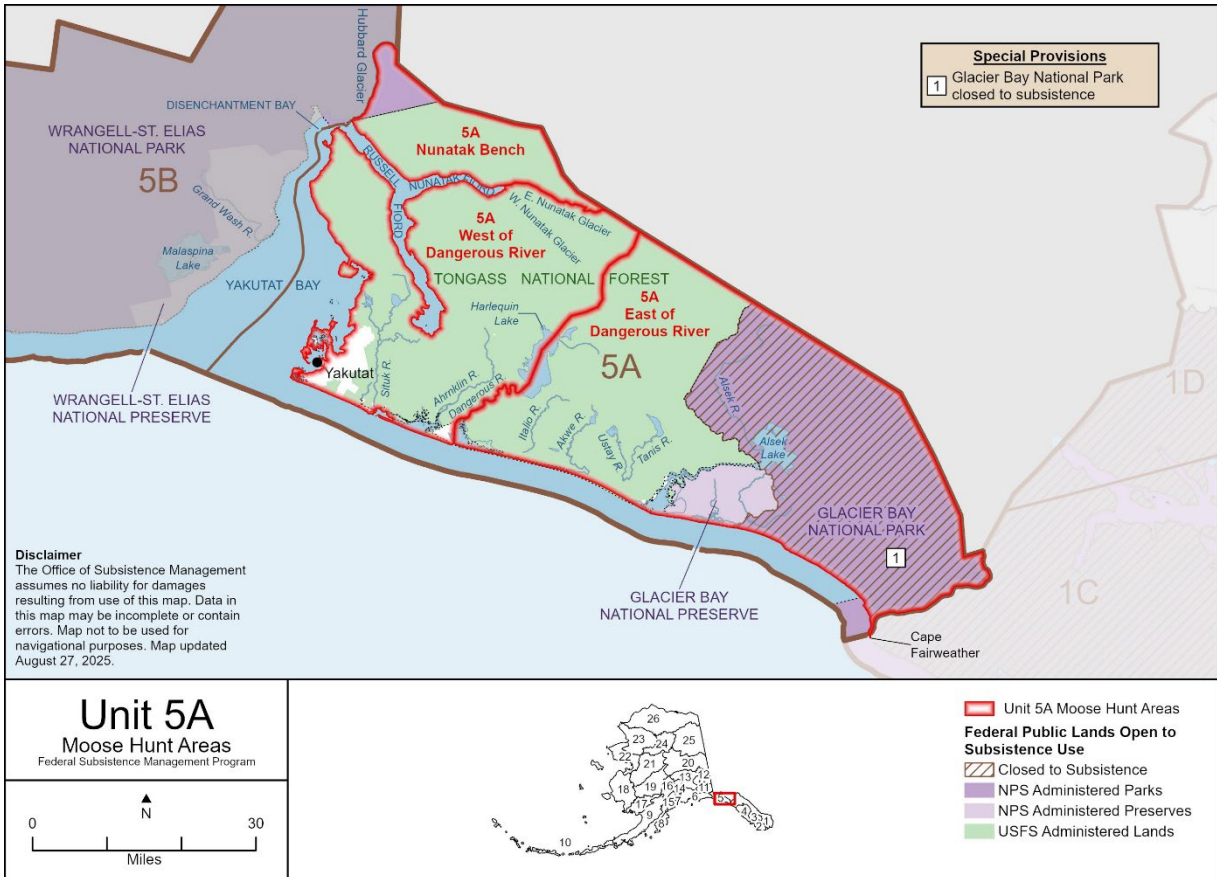 Hubbard Glacier
DISENCHANTMENT BAY
WRANGELL-ST. ELIAS
NATIONAL PARK
5B
Grand Wash R.
Malaspina
Lake
YAKUTAT BAY
RUSSELL
FIORD
5A
Nunatak Bench
NUNATAK FIORD
E. Nunatak Glacier
W. Nunatak Glacier
5A
West of
Dangerous River
TONGASS NATIONAL FOREST
5A
East of
Dangerous River
Harlequin
Lake
5A
Yakutat
Situk R.
Ahrnklin R.
Dangerous R.
Italio R.
Akwe R.
Ustay R.
Tanis R.
Alsek R.
Alsek
Lake
WRANGELL-ST. ELIAS
NATIONAL PRESERVE
GLACIER BAY
NATIONAL PARK
1
GLACIER BAY
NATIONAL PRESERVE
Cape
Fairweather
1D
1C
Special Provisions
1 Glacier Bay National Park
closed to subsistence
Disclaimer
The Office of Subsistence Management
assumes no liability for damages
resulting from use of this map. Data in
this map may be incomplete or contain
errors. Map not to be used for
navigational purposes. Map updated
August 27, 2025.
Unit 5A
Moose Hunt Areas
Federal Subsistence Management Program
N
0 30
Miles
26
23
24
25
22
21
20
18
19
16
13
12
14
11
17
15
7
6
5
9
8
10
4
3
1
2
Unit 5A Moose Hunt Areas
Federal Public Lands Open to
Subsistence Use
Closed to Subsistence
NPS Administered Parks
NPS Administered Preserves
USFS Administered Lands